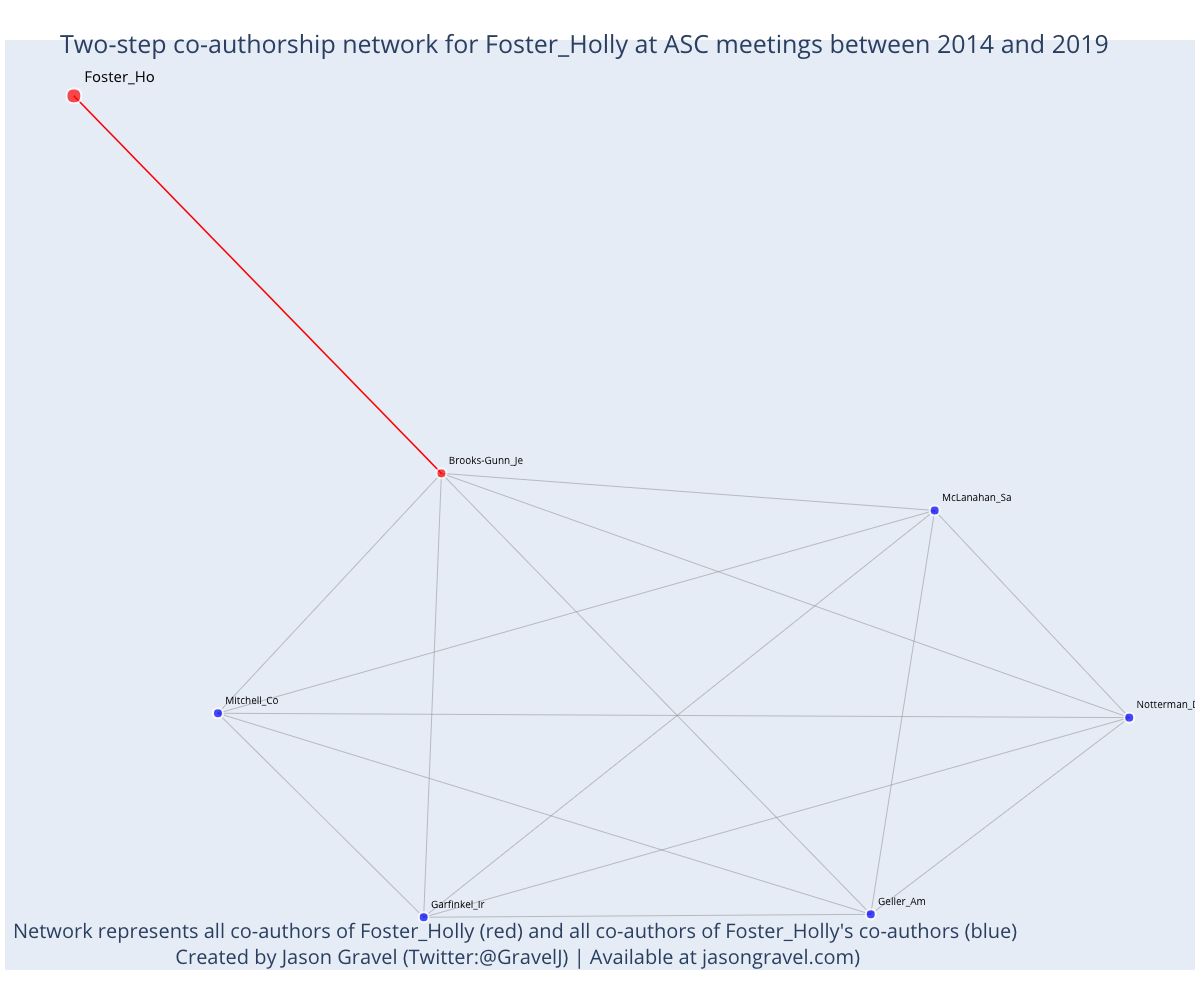 Two-step co-authorship network for Foster_Holly at ASC meetings between 2014 and 2019
Foster_Ho
Brooks-Gunn_Je
McLanahan_Sa
Mitchell_Co
Notterman_
Garfinkel_Ir
Geller_Am
Network represents all co-authors of Foster_Holly (red) and all co-authors of Foster_Holly's co-authors (blue)
Created by Jason Gravel (Twitter:@GravelJ) | Available at jasongravel.com)